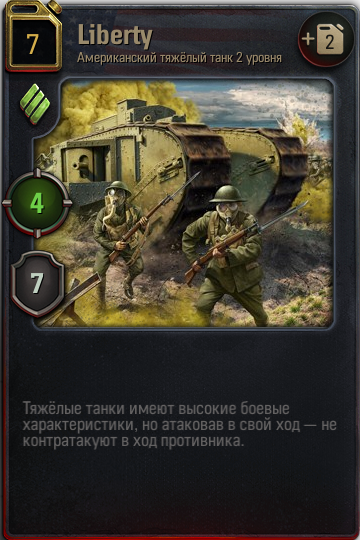 7
Liberty
Американский тяжёлый танк 2 уровня
+2
4
7
Тяжёлые танки имеют высокие боевые
характеристики, но атаковав в свой ход — не
контратакуют в ход противника.